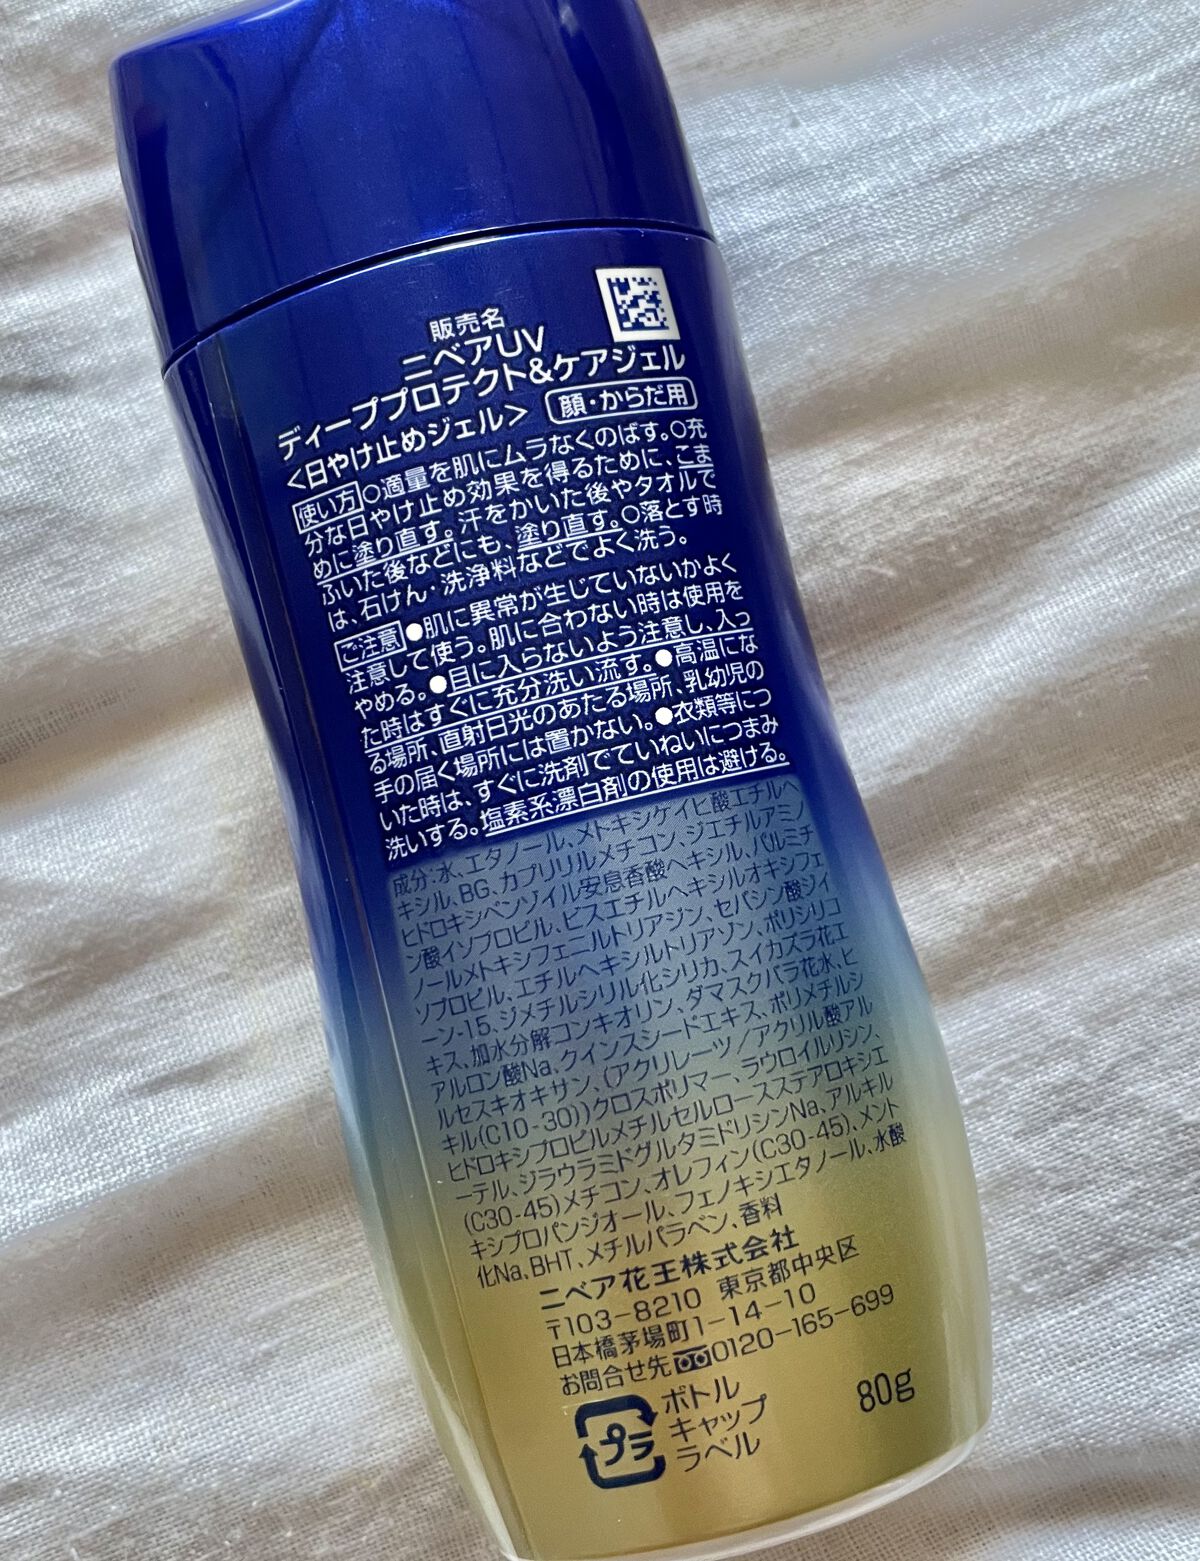 販売名
ニベアUV
ディーププロテクト&ケアジェル
<日やけ止めジェル> 顔・からだ用
使い方 ○適量を肌にムラなくのばす。○充
分な日やけ止め効果を得るために、こま
めに塗り直す。汗をかいた後やタオルで
ふいた後などにも、塗り直す。○落とす時
は、石けん・洗浄料などでよく洗う。
ご注意 ●肌に異常が生じていないかよく
注意して使う。肌に合わない時は使用を
やめる。●目に入らないよう注意し、入っ
た時はすぐに充分洗い流す。●高温にな
る場所、直射日光のあたる場所、乳幼児の
手の届く場所には置かない。●衣類等につ
いた時は、すぐに洗剤でていねいにつまみ
洗いする。塩素系漂白剤の使用は避ける。
成分:水、エタノール、メトキシケイヒ酸エチルヘ
キシル、BG、カプリリルメチコン、ジエチルアミノ
ヒドロキシベンゾイル安息香酸ヘキシル、パルミチ
ン酸イソプロピル、ビスエチルヘキシルオキシフェ
ノールメトキシフェニルトリアジン、セバシン酸ジイ
ソプロピル、エチルヘキシルトリアゾン、ポリシリコ
ーン-15、ジメチルシリル化シリカ、スイカズラ花エ
キス、加水分解コンキオリン、ダマスクバラ花水、ヒ
アルロン酸Na、クインスシードエキス、ポリメチルシ
ルセスキオキサン、(アクリレーツ/アクリル酸アル
キル(C10-30))クロスポリマー、ラウロイルリシン、
ヒドロキシプロピルメチルセルロースステアロキシエ
ーテル、ジラウラミドグルタミドリシンNa、アルキル
(C30-45)メチコン、オレフィン(C30-45)、メント
キシプロパンジオール、フェノキシエタノール、水酸
化Na、BHT、メチルパラベン、香料
ニベア花王株式会社
〒103-8210 東京都中央区
日本橋茅場町1-14-10
お問合せ先 0120-165-699
プラ
ボトル
キャップ
ラベル
80g